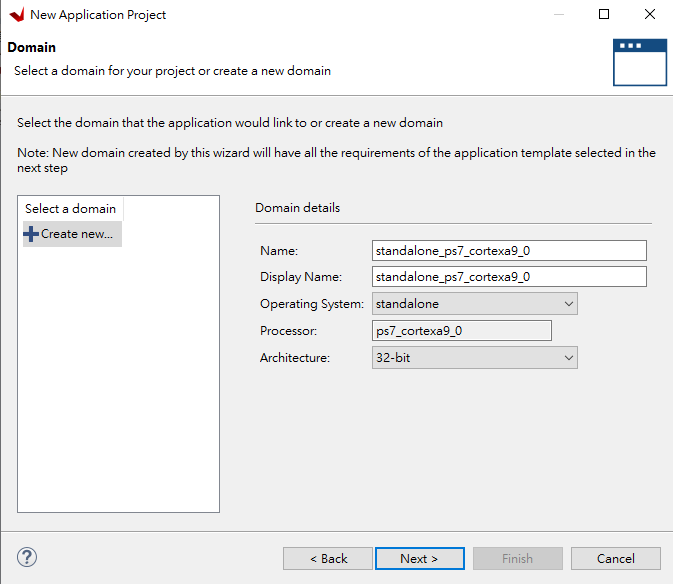 New Application Project
Domain
Select a domain for your project or create a new domain
Select the domain that the application would link to or create a new domain
Note: New domain created by this wizard will have all the requirements of the application template selected in the
next step
Select a domain
Create new...
Domain details
Name: standalone_ps7_cortexa9_0
Display Name: standalone_ps7_cortexa9_0
Operating System: standalone
Processor: ps7_cortexa9_0
Architecture: 32-bit
? < Back Next > Finish Cancel